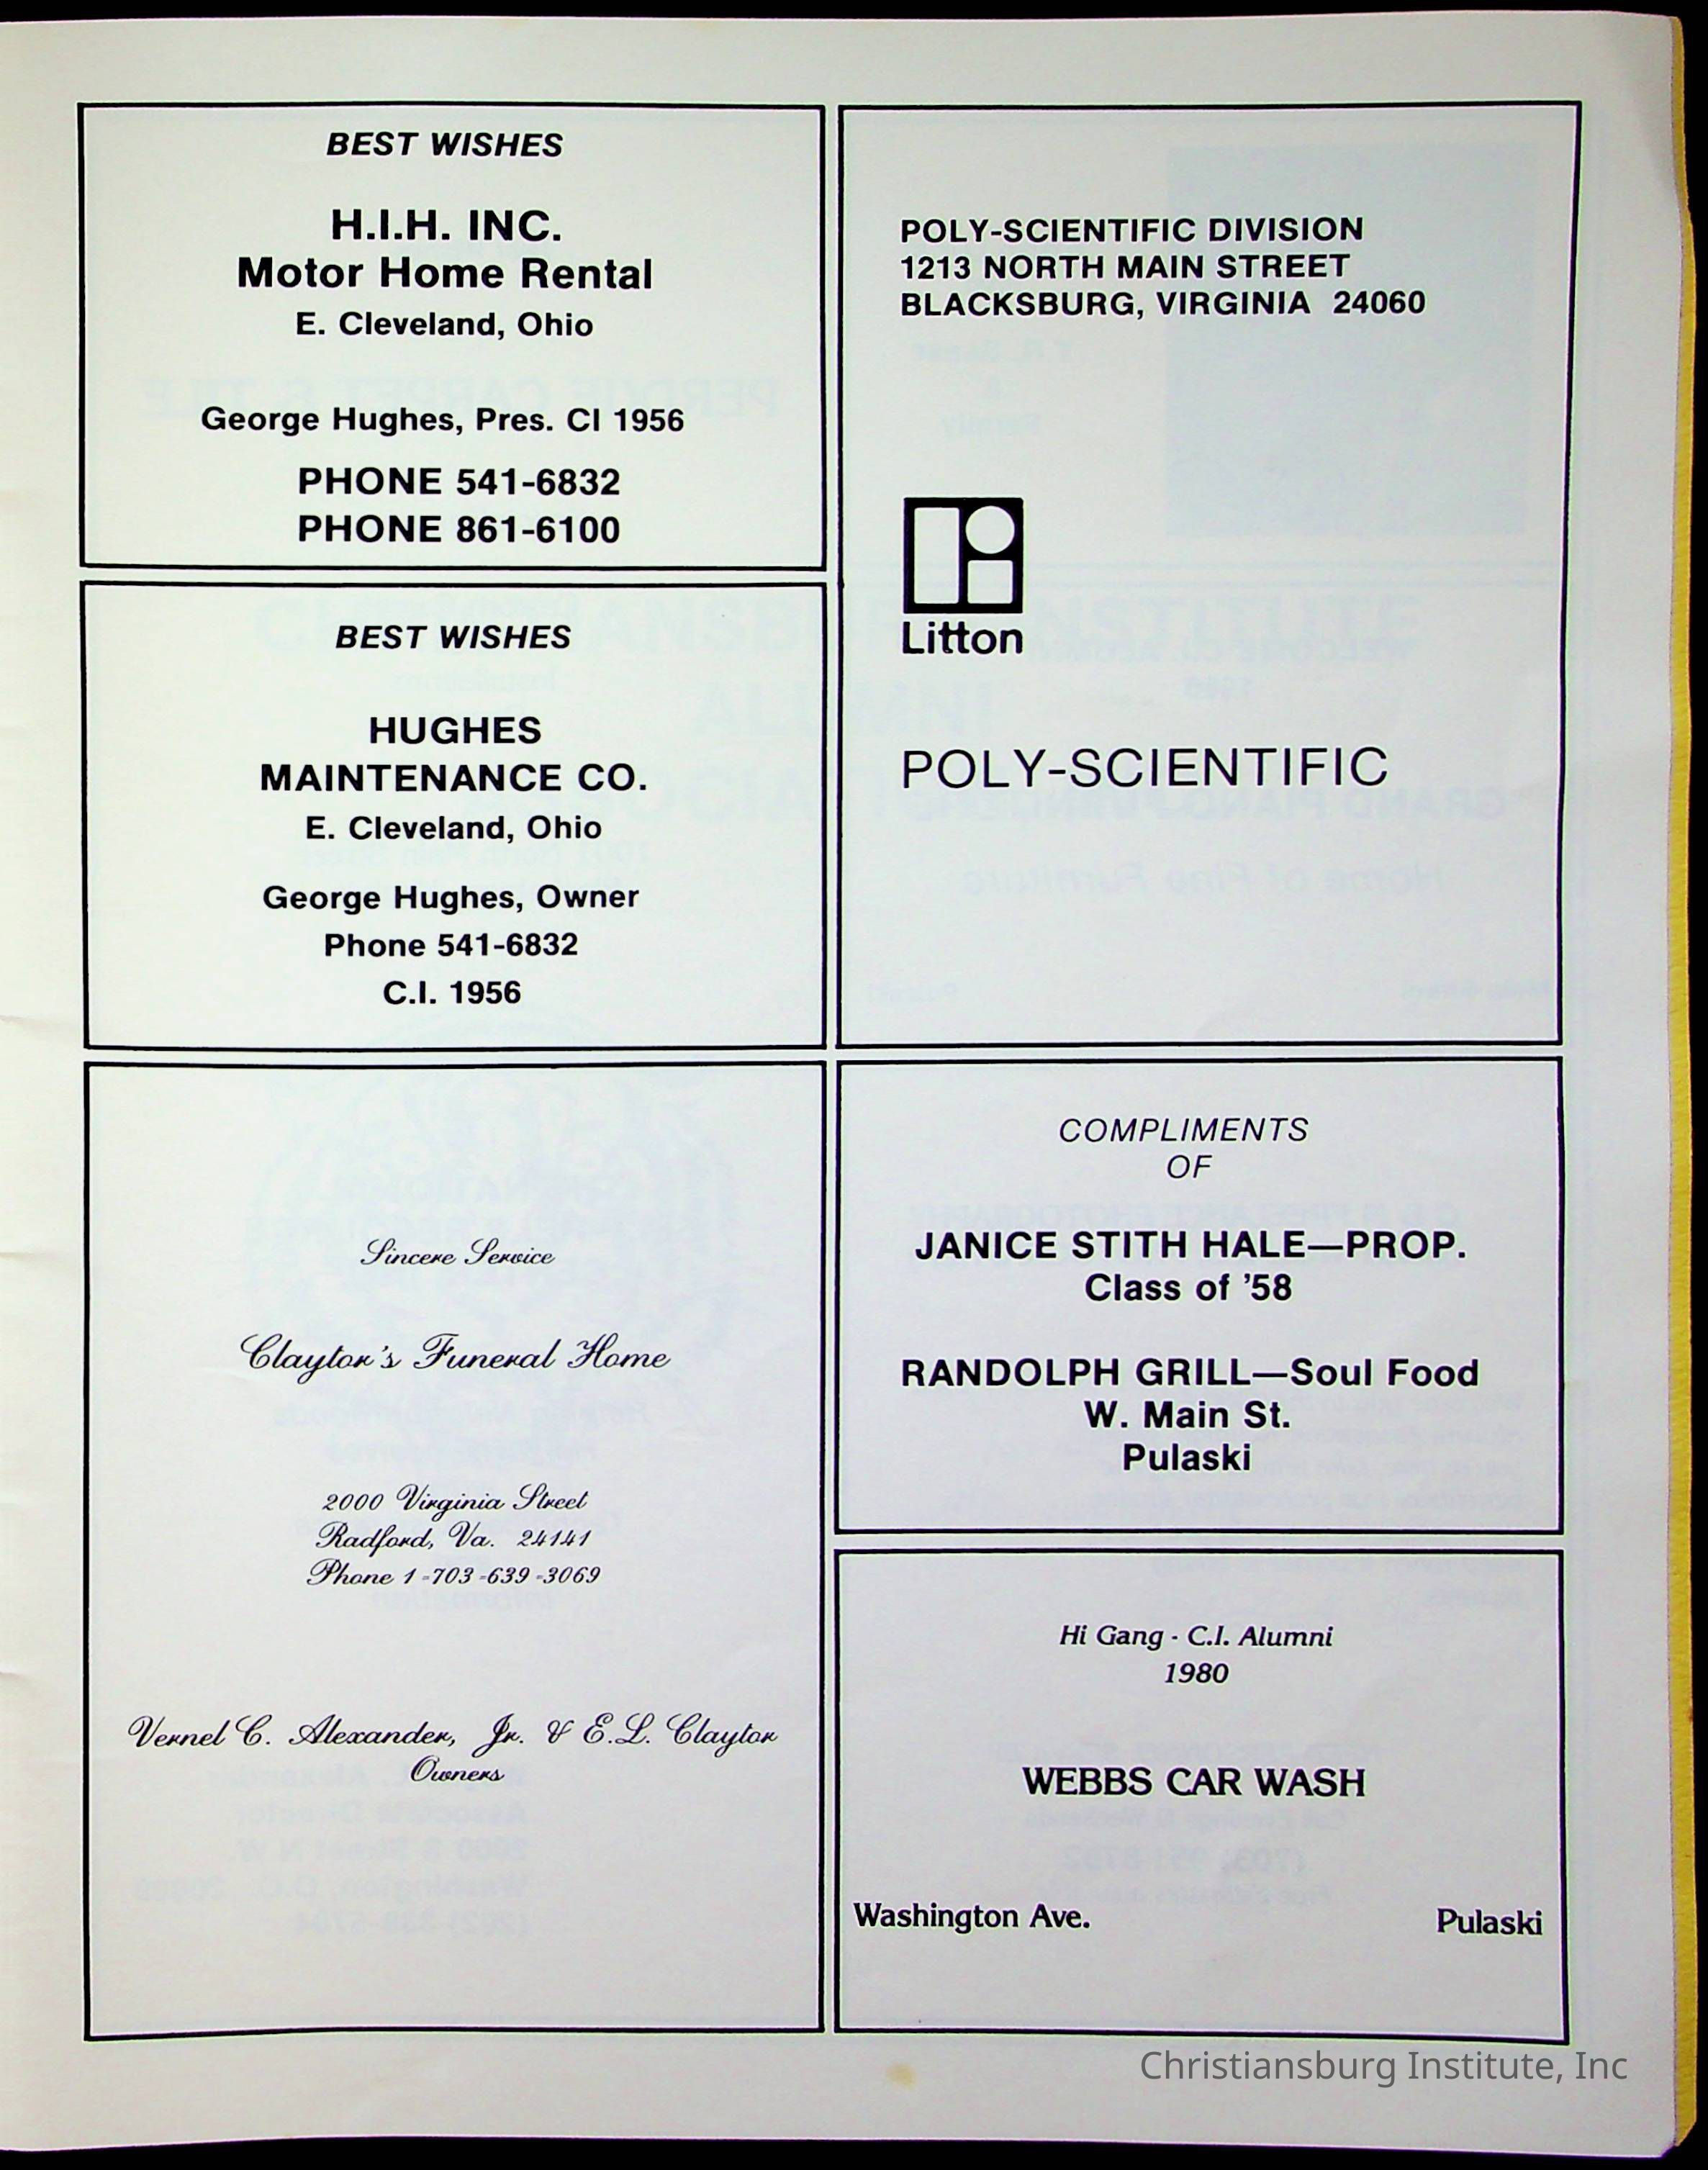 BEST WISHES
H.I.H. INC.
Motor Home Rental
E. Cleveland, Ohio
George Hughes, Pres. CI 1956
PHONE 541-6832
PHONE 861-6100
BEST WISHES
HUGHES
MAINTENANCE CO.
E. Cleveland, Ohio
George Hughes, Owner
Phone 541-6832
C.I. 1956
Sincere Service
Claytor's Funeral Home
2000 Virginia Street
Radford, Va. 24141
Phone 1-703-639-3069
Vernel C. Alexander, Jr. & E.L. Claytor
Owners
POLY-SCIENTIFIC DIVISION
1213 NORTH MAIN STREET
BLACKSBURG, VIRGINIA 24060
Litton
POLY-SCIENTIFIC
COMPLIMENTS
OF
JANICE STITH HALE—PROP.
Class of '58
RANDOLPH GRILL—Soul Food
W. Main St.
Pulaski
Hi Gang - C.I. Alumni
1980
WEBBS CAR WASH
Washington Ave. Pulaski
Christiansburg Institute, Inc